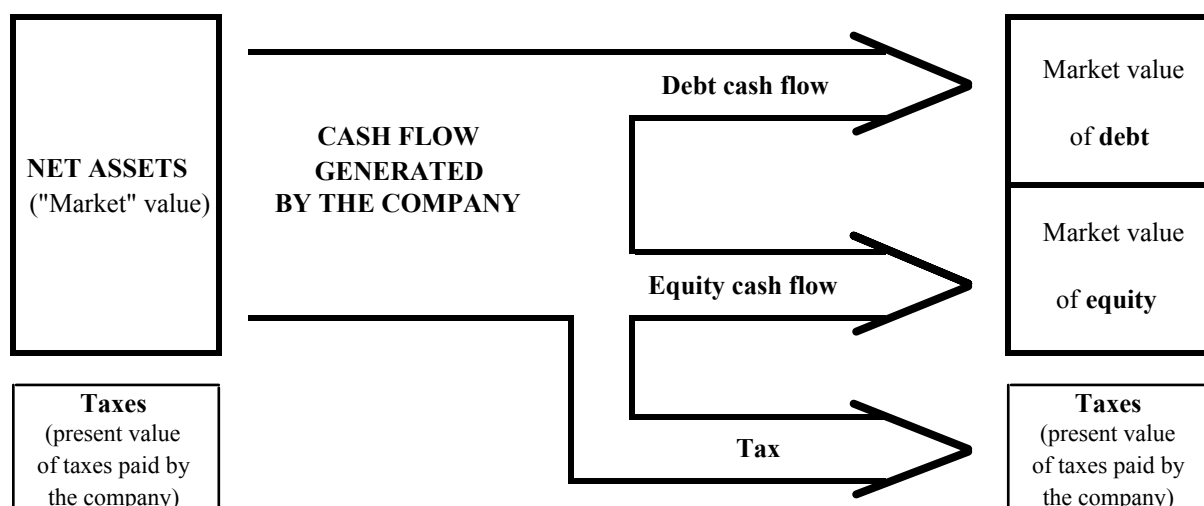 NET ASSETS
("Market" value)
Taxes
(present value
of taxes paid by
the company)
CASH FLOW
GENERATED
BY THE COMPANY
Debt cash flow
Equity cash flow
Tax
Market value
of debt
Market value
of equity
Taxes
(present value
of taxes paid by
the company)